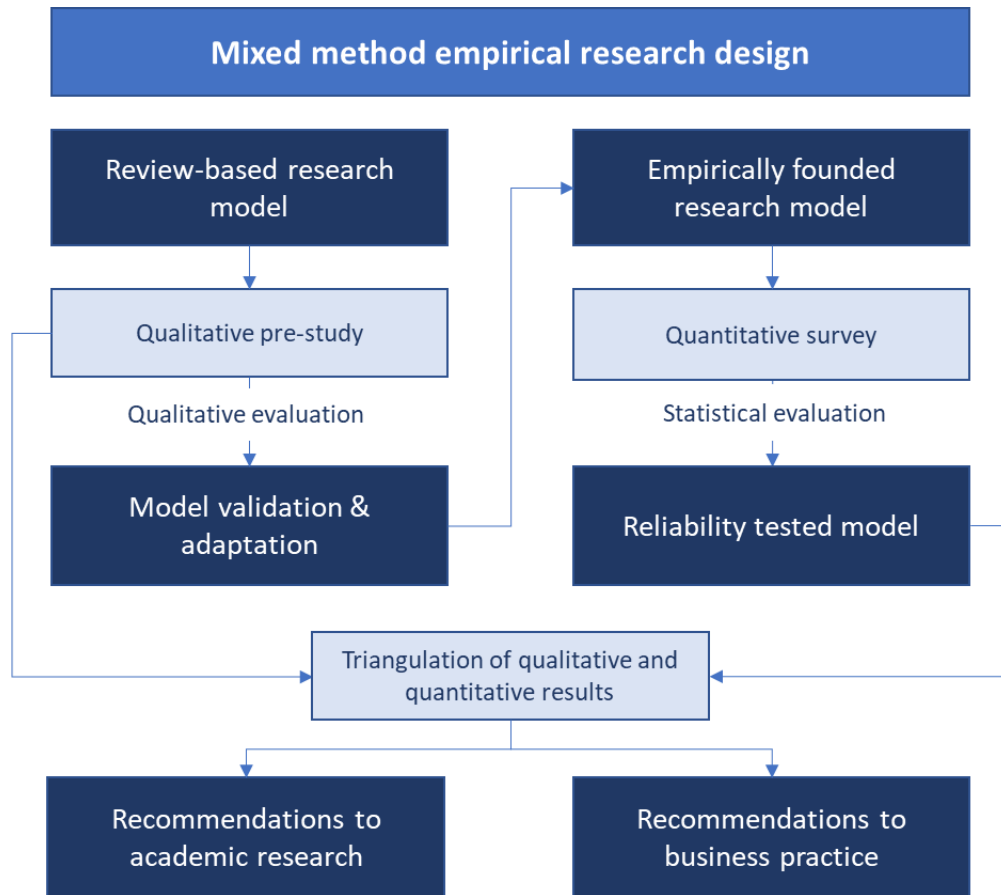 Mixed method empirical research design
Review-based research
model
Empirically founded
research model
Qualitative pre-study
Quantitative survey
Qualitative evaluation
Statistical evaluation
Model validation &
adaptation
Reliability tested model
Triangulation of qualitative and
quantitative results
Recommendations to
academic research
Recommendations to
business practice